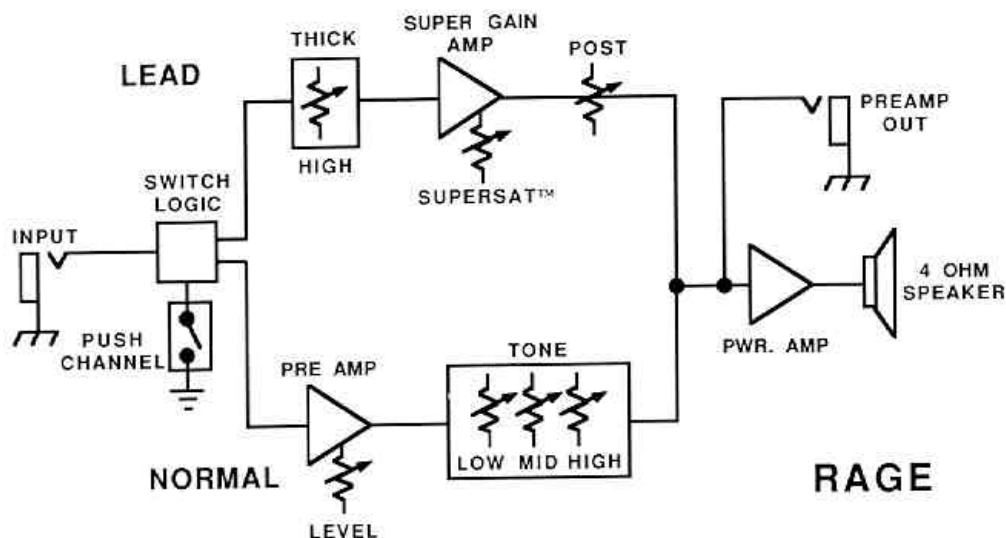 SUPER GAIN
AMP
THICK
POST
LEAD
PREAMP
OUT
HIGH
SWITCH
LOGIC
SUPERSAT™
INPUT
4 OHM
SPEAKER
PUSH
CHANNEL
TONE
PWR. AMP
PRE AMP
LOW MID HIGH
NORMAL
RAGE
LEVEL